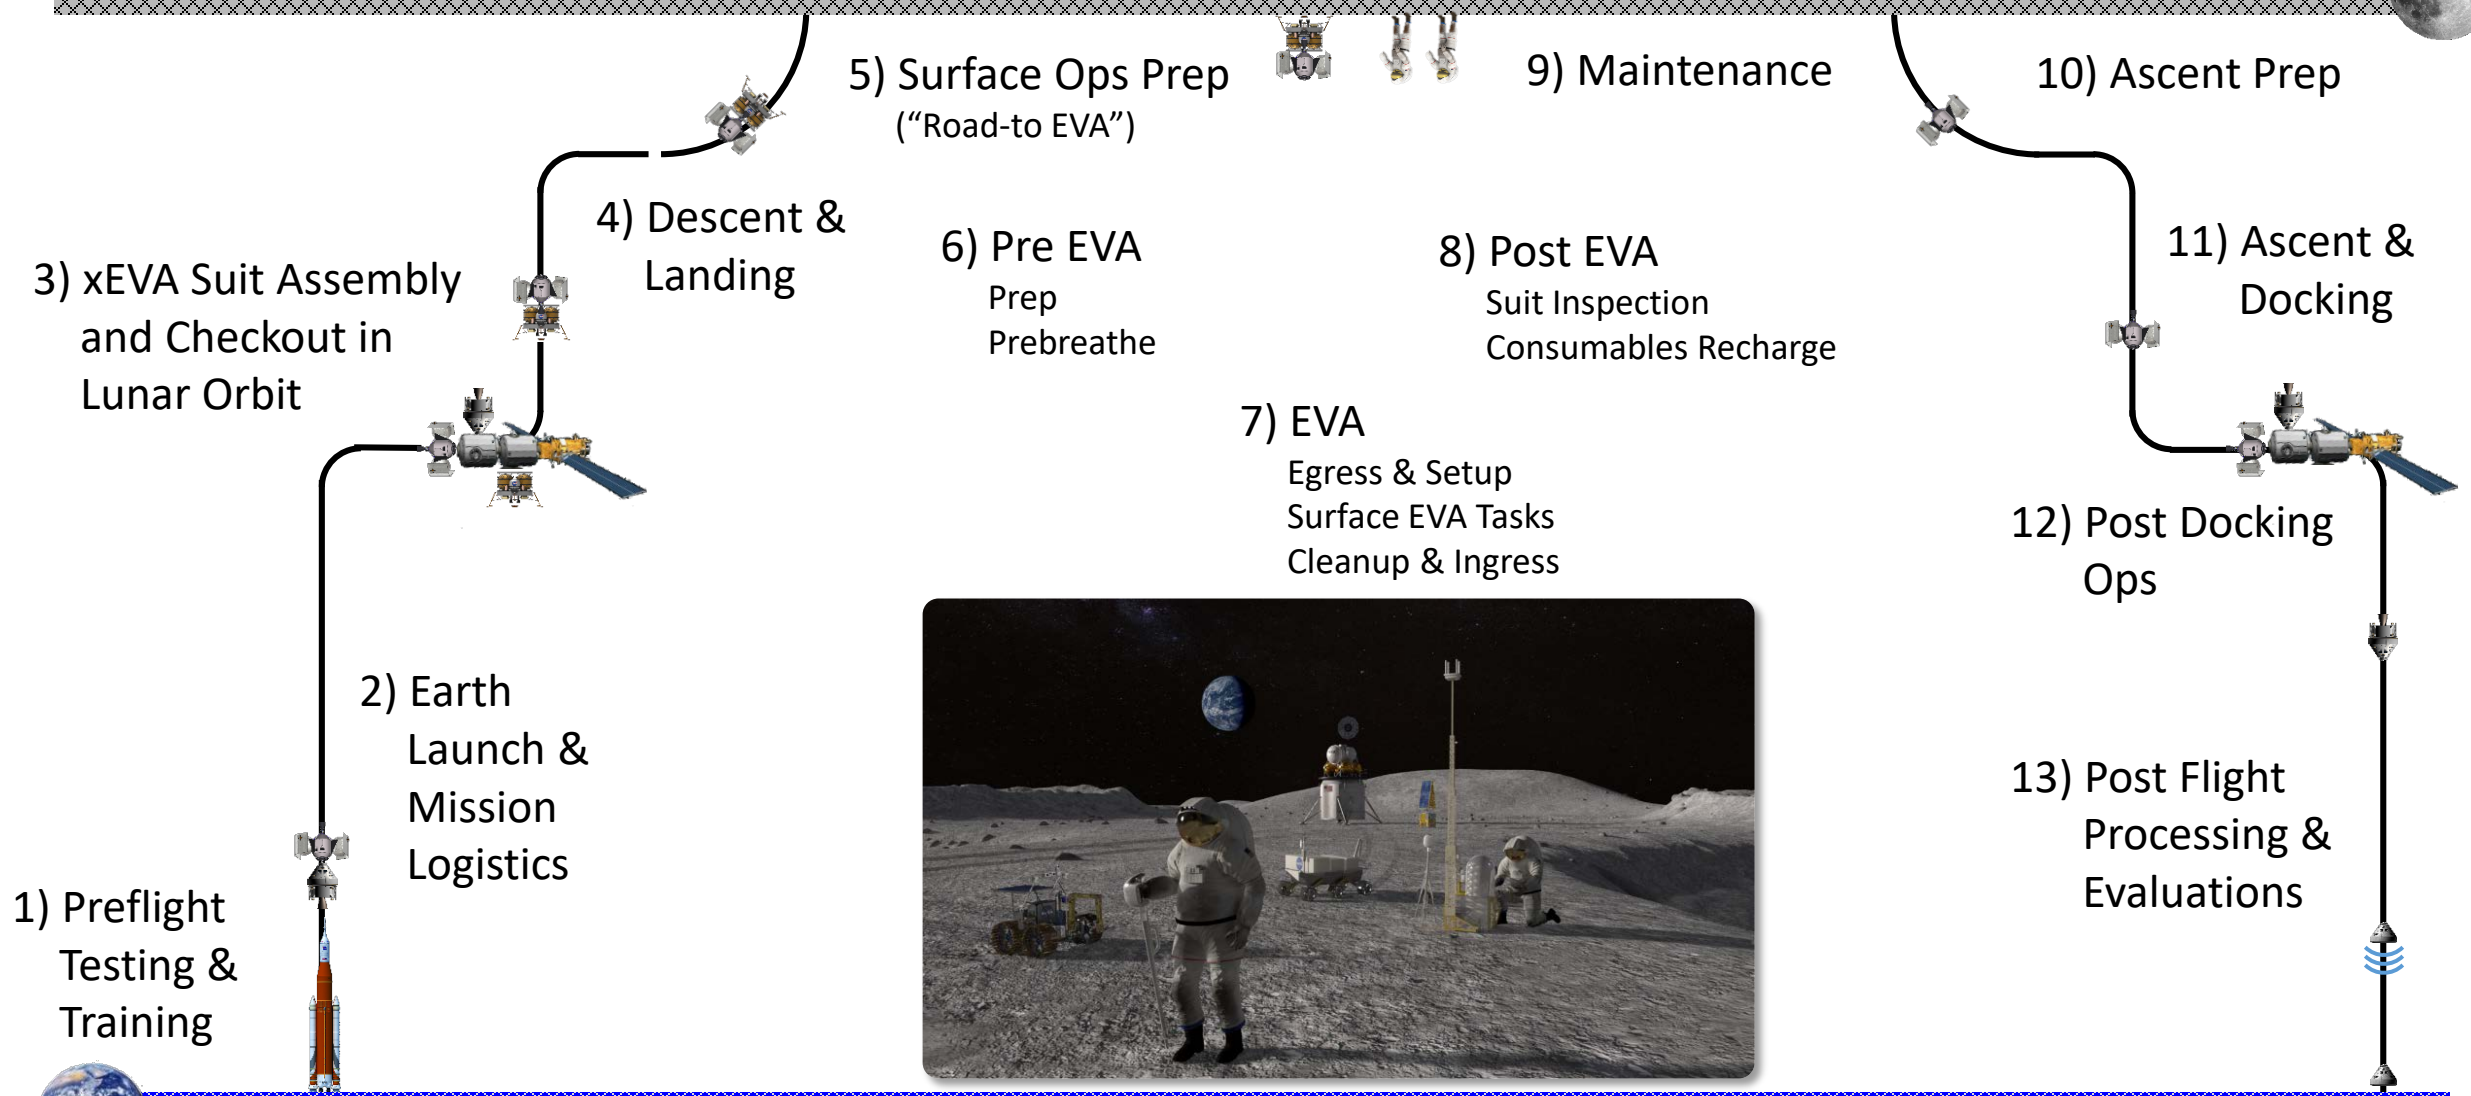 1) Preflight
Testing &
Training
2) Earth
Launch &
Mission
Logistics
3) xEVA Suit Assembly
and Checkout in
Lunar Orbit
4) Descent &
Landing
5) Surface Ops Prep
(“Road-to EVA”)
6) Pre EVA
Prep
Prebreathe
7) EVA
Egress & Setup
Surface EVA Tasks
Cleanup & Ingress
8) Post EVA
Suit Inspection
Consumables Recharge
9) Maintenance
10) Ascent Prep
11) Ascent &
Docking
12) Post Docking
Ops
13) Post Flight
Processing &
Evaluations